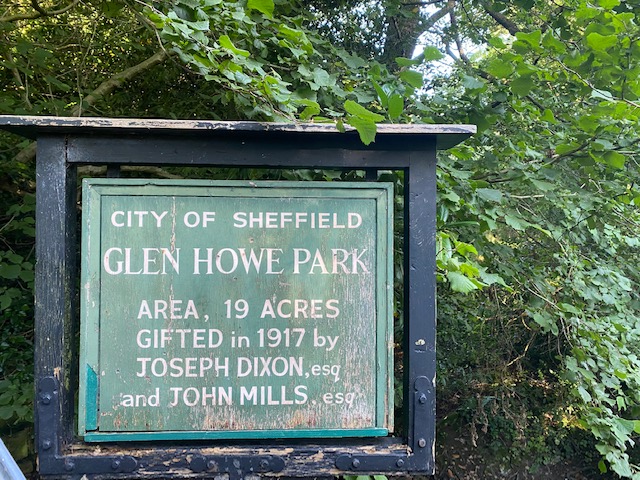 CITY OF SHEFFIELD
GLEN HOWE PARK
AREA, 19 ACRES
GIFTED in 1917 by
JOSEPH DIXON, esq
and JOHN MILLS, esq